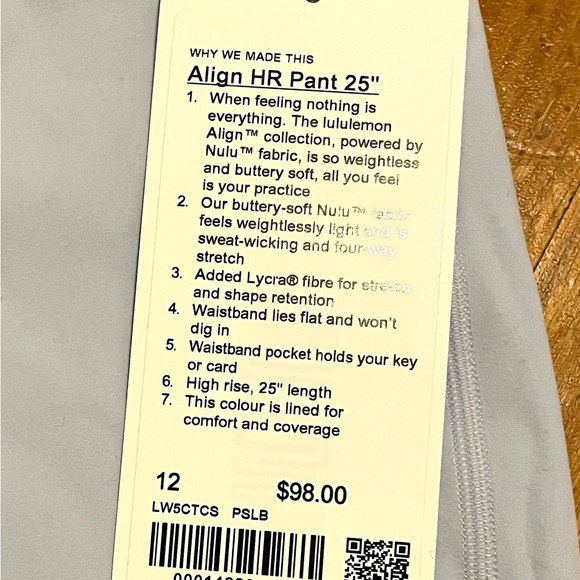 WHY WE MADE THIS
Align HR Pant 25"
1. When feeling nothing is
everything. The lululemon
Align™ collection, powered by
Nulu™ fabric, is so weightless
and buttery soft, all you feel
is your practice
2. Our buttery-soft Nulu™ fabric
feels weightlessly light and is
sweat-wicking and four-way
stretch
3. Added Lycra® fibre for stretch
and shape retention
4. Waistband lies flat and won't
dig in
5. Waistband pocket holds your key
or card
6. High rise, 25" length
7. This colour is lined for
comfort and coverage
12 $98.00
LW5CTCS PSLB